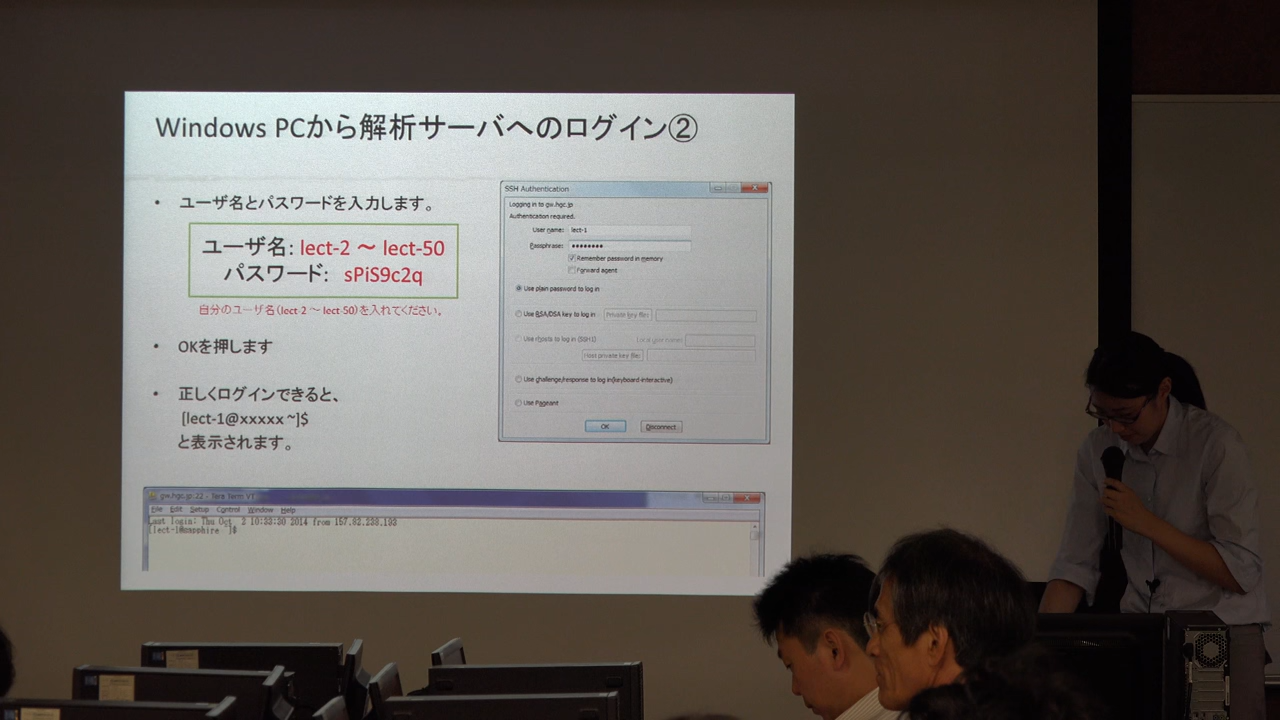 Windows PCから解析サーバへのログイン②
• ユーザ名とパスワードを入力します。
ユーザ名: lect-2 ～ lect-50
パスワード: sPiS9c2q
自分のユーザ名(lect-2 ～ lect-50)を入れてください。
• OKを押します
• 正しくログインできると、
[lect-1@xxxxx ~]$
と表示されます。
SSH Authentication
Logging in to gw.hgc.jp
Authentication required.
User name: lect-1
Passphrase: ••••••••
Remember password in memory
Forward agent
Use plain password to log in
Use RSA/DSA key to log in Private key file:
Use rhosts to log in (SSH1) Local user name:
Host private key file:
Use challenge/response to log in(keyboard-interactive)
Use Pageant
OK Disconnect
gw.hgc.jp:22 - Tera Term VT
File Edit Setup Control Window Help
Last login: Thu Oct 2 10:33:30 2014 from 157.82.238.193
[lect-1@sapphire ~]$